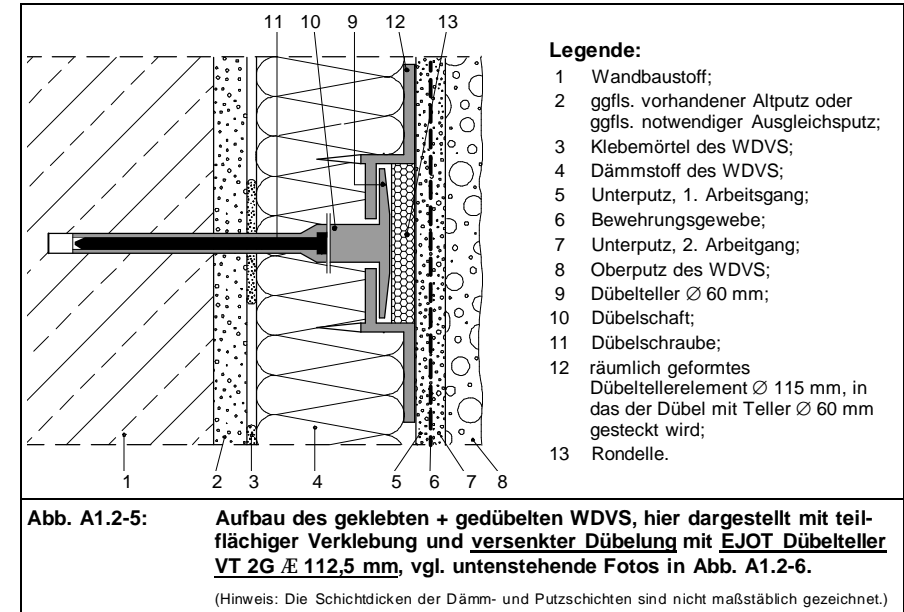 11 10 9 12 13
1 2 3 4 5 6 7 8
Legende:
1 Wandbaustoff;
2 ggfls. vorhandener Altputz oder
ggfls. notwendiger Ausgleichsputz;
3 Klebemörtel des WDVS;
4 Dämmstoff des WDVS;
5 Unterputz, 1. Arbeitsgang;
6 Bewehrungsgewebe;
7 Unterputz, 2. Arbeitgang;
8 Oberputz des WDVS;
9 Dübelteller ∅ 60 mm;
10 Dübelschaft;
11 Dübelschraube;
12 räumlich geformtes
Dübeltellerelement ∅ 115 mm, in
das der Dübel mit Teller ∅ 60 mm
gesteckt wird;
13 Rondelle.
Abb. A1.2-5: Aufbau des geklebten + gedübelten WDVS, hier dargestellt mit teil-
flächiger Verklebung und versenkter Dübelung mit EJOT Dübelteller
VT 2G Æ 112,5 mm, vgl. untenstehende Fotos in Abb. A1.2-6.
(Hinweis: Die Schichtdicken der Dämm- und Putzschichten sind nicht maßstäblich gezeichnet.)